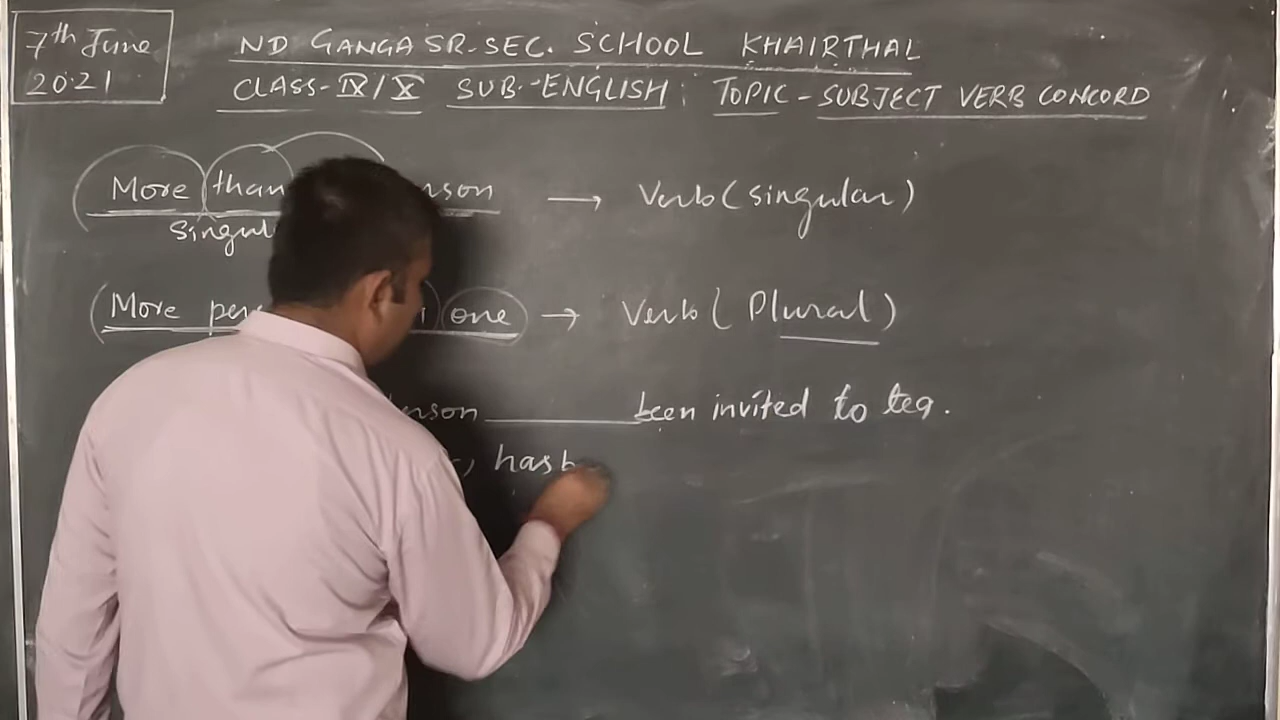 7th June
2021
ND GANGA SR. SEC. SCHOOL KHAIRTHAL
CLASS-IX/X SUB.-ENGLISH ; TOPIC - SUBJECT VERB CONCORD
More than → Verb (singular)
More one → Verb (Plural)
been invited to tea.
has